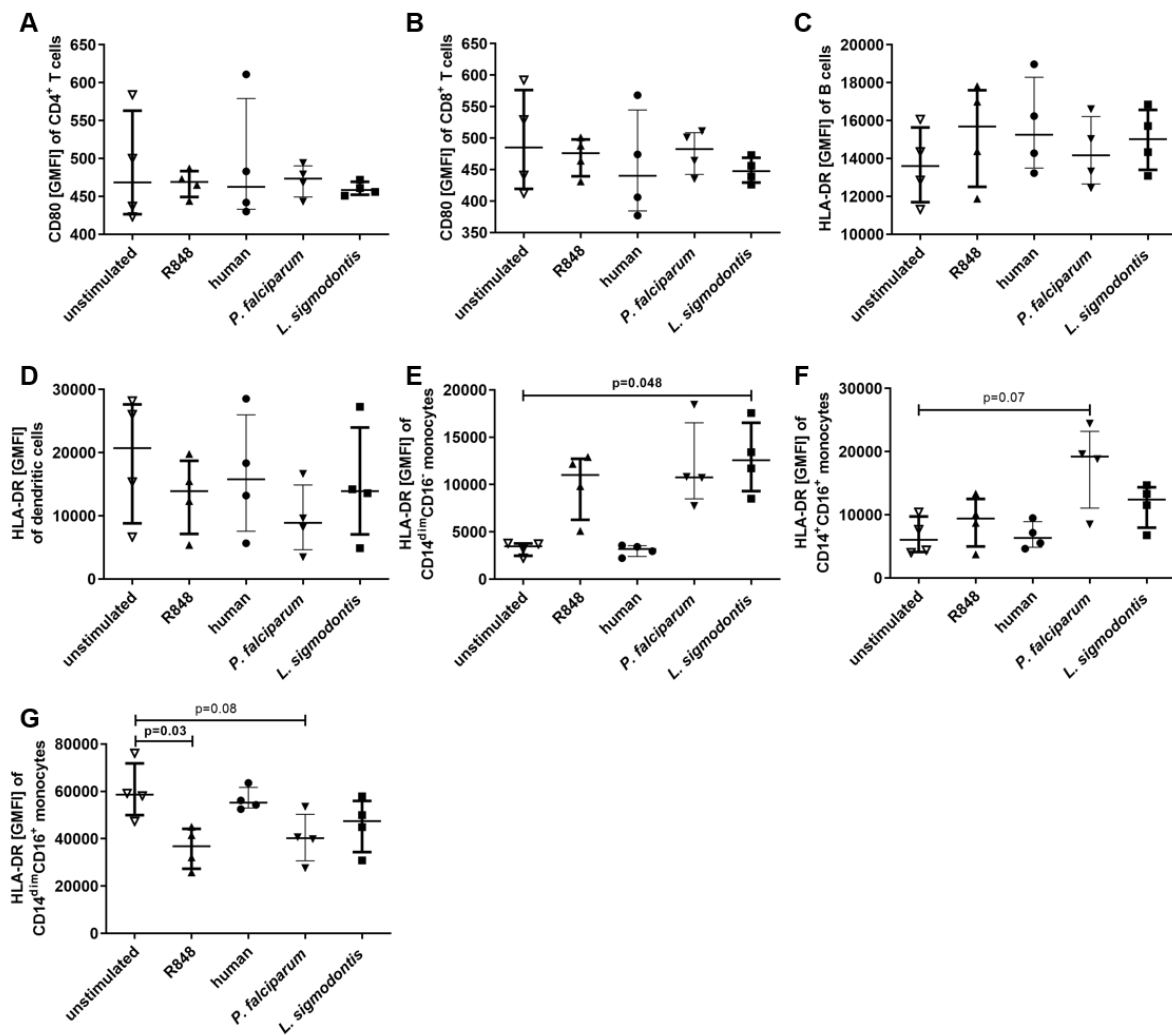 A
CD80 [GMFI] of CD4+ T cells
650
600
550
500
450
400
unstimulated
R848
human
P. falciparum
L. sigmodontis
B
CD80 [GMFI] of CD8+ T cells
650
600
550
500
450
400
350
unstimulated
R848
human
P. falciparum
L. sigmodontis
C
HLA-DR [GMFI] of B cells
20000
18000
16000
14000
12000
10000
unstimulated
R848
human
P. falciparum
L. sigmodontis
D
HLA-DR [GMFI]
of dendritic cells
30000
20000
10000
0
unstimulated
R848
human
P. falciparum
L. sigmodontis
E
HLA-DR [GMFI] of
CD14dimCD16- monocytes
20000
15000
10000
5000
0
p=0.048
unstimulated
R848
human
P. falciparum
L. sigmodontis
F
HLA-DR [GMFI] of
CD14+CD16+ monocytes
30000
20000
10000
0
p=0.07
unstimulated
R848
human
P. falciparum
L. sigmodontis
G
HLA-DR [GMFI] of
CD14dimCD16+ monocytes
80000
60000
40000
20000
0
p=0.08
p=0.03
unstimulated
R848
human
P. falciparum
L. sigmodontis